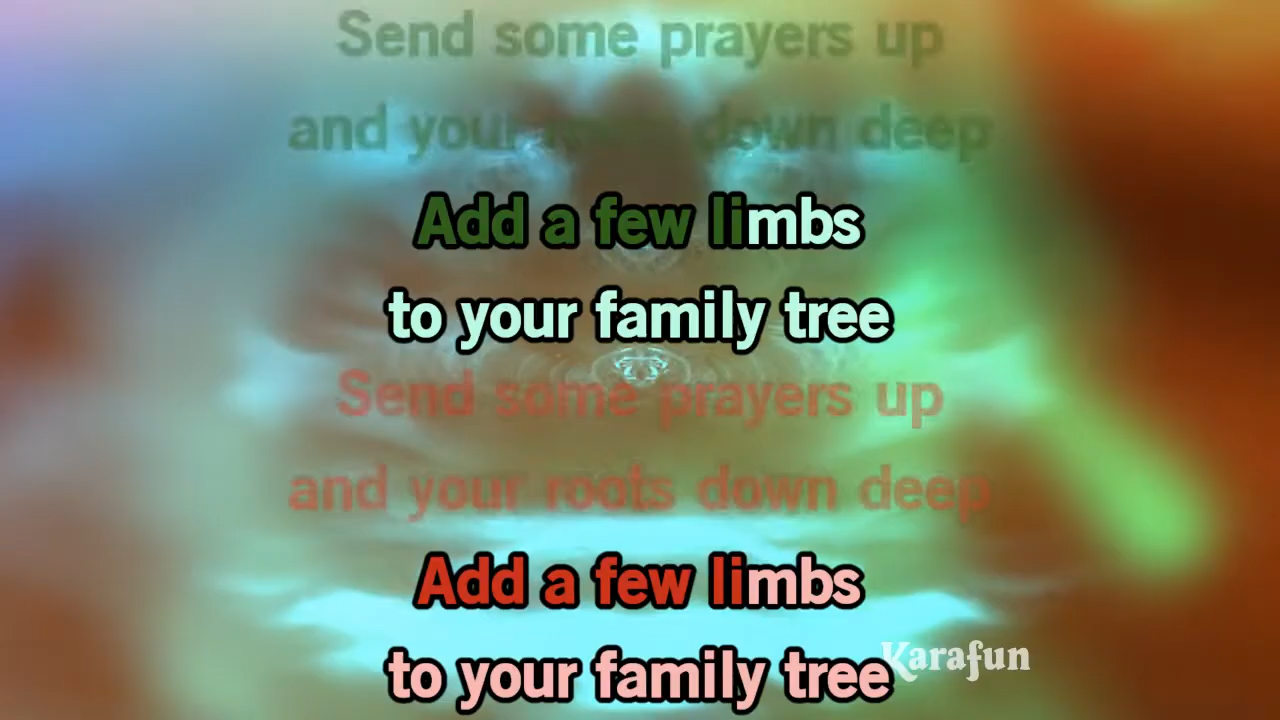 Send some prayers up
and your roots down deep
Add a few limbs
to your family tree
Send some prayers up
and your roots down deep
Add a few limbs
to your family tree
Karafun